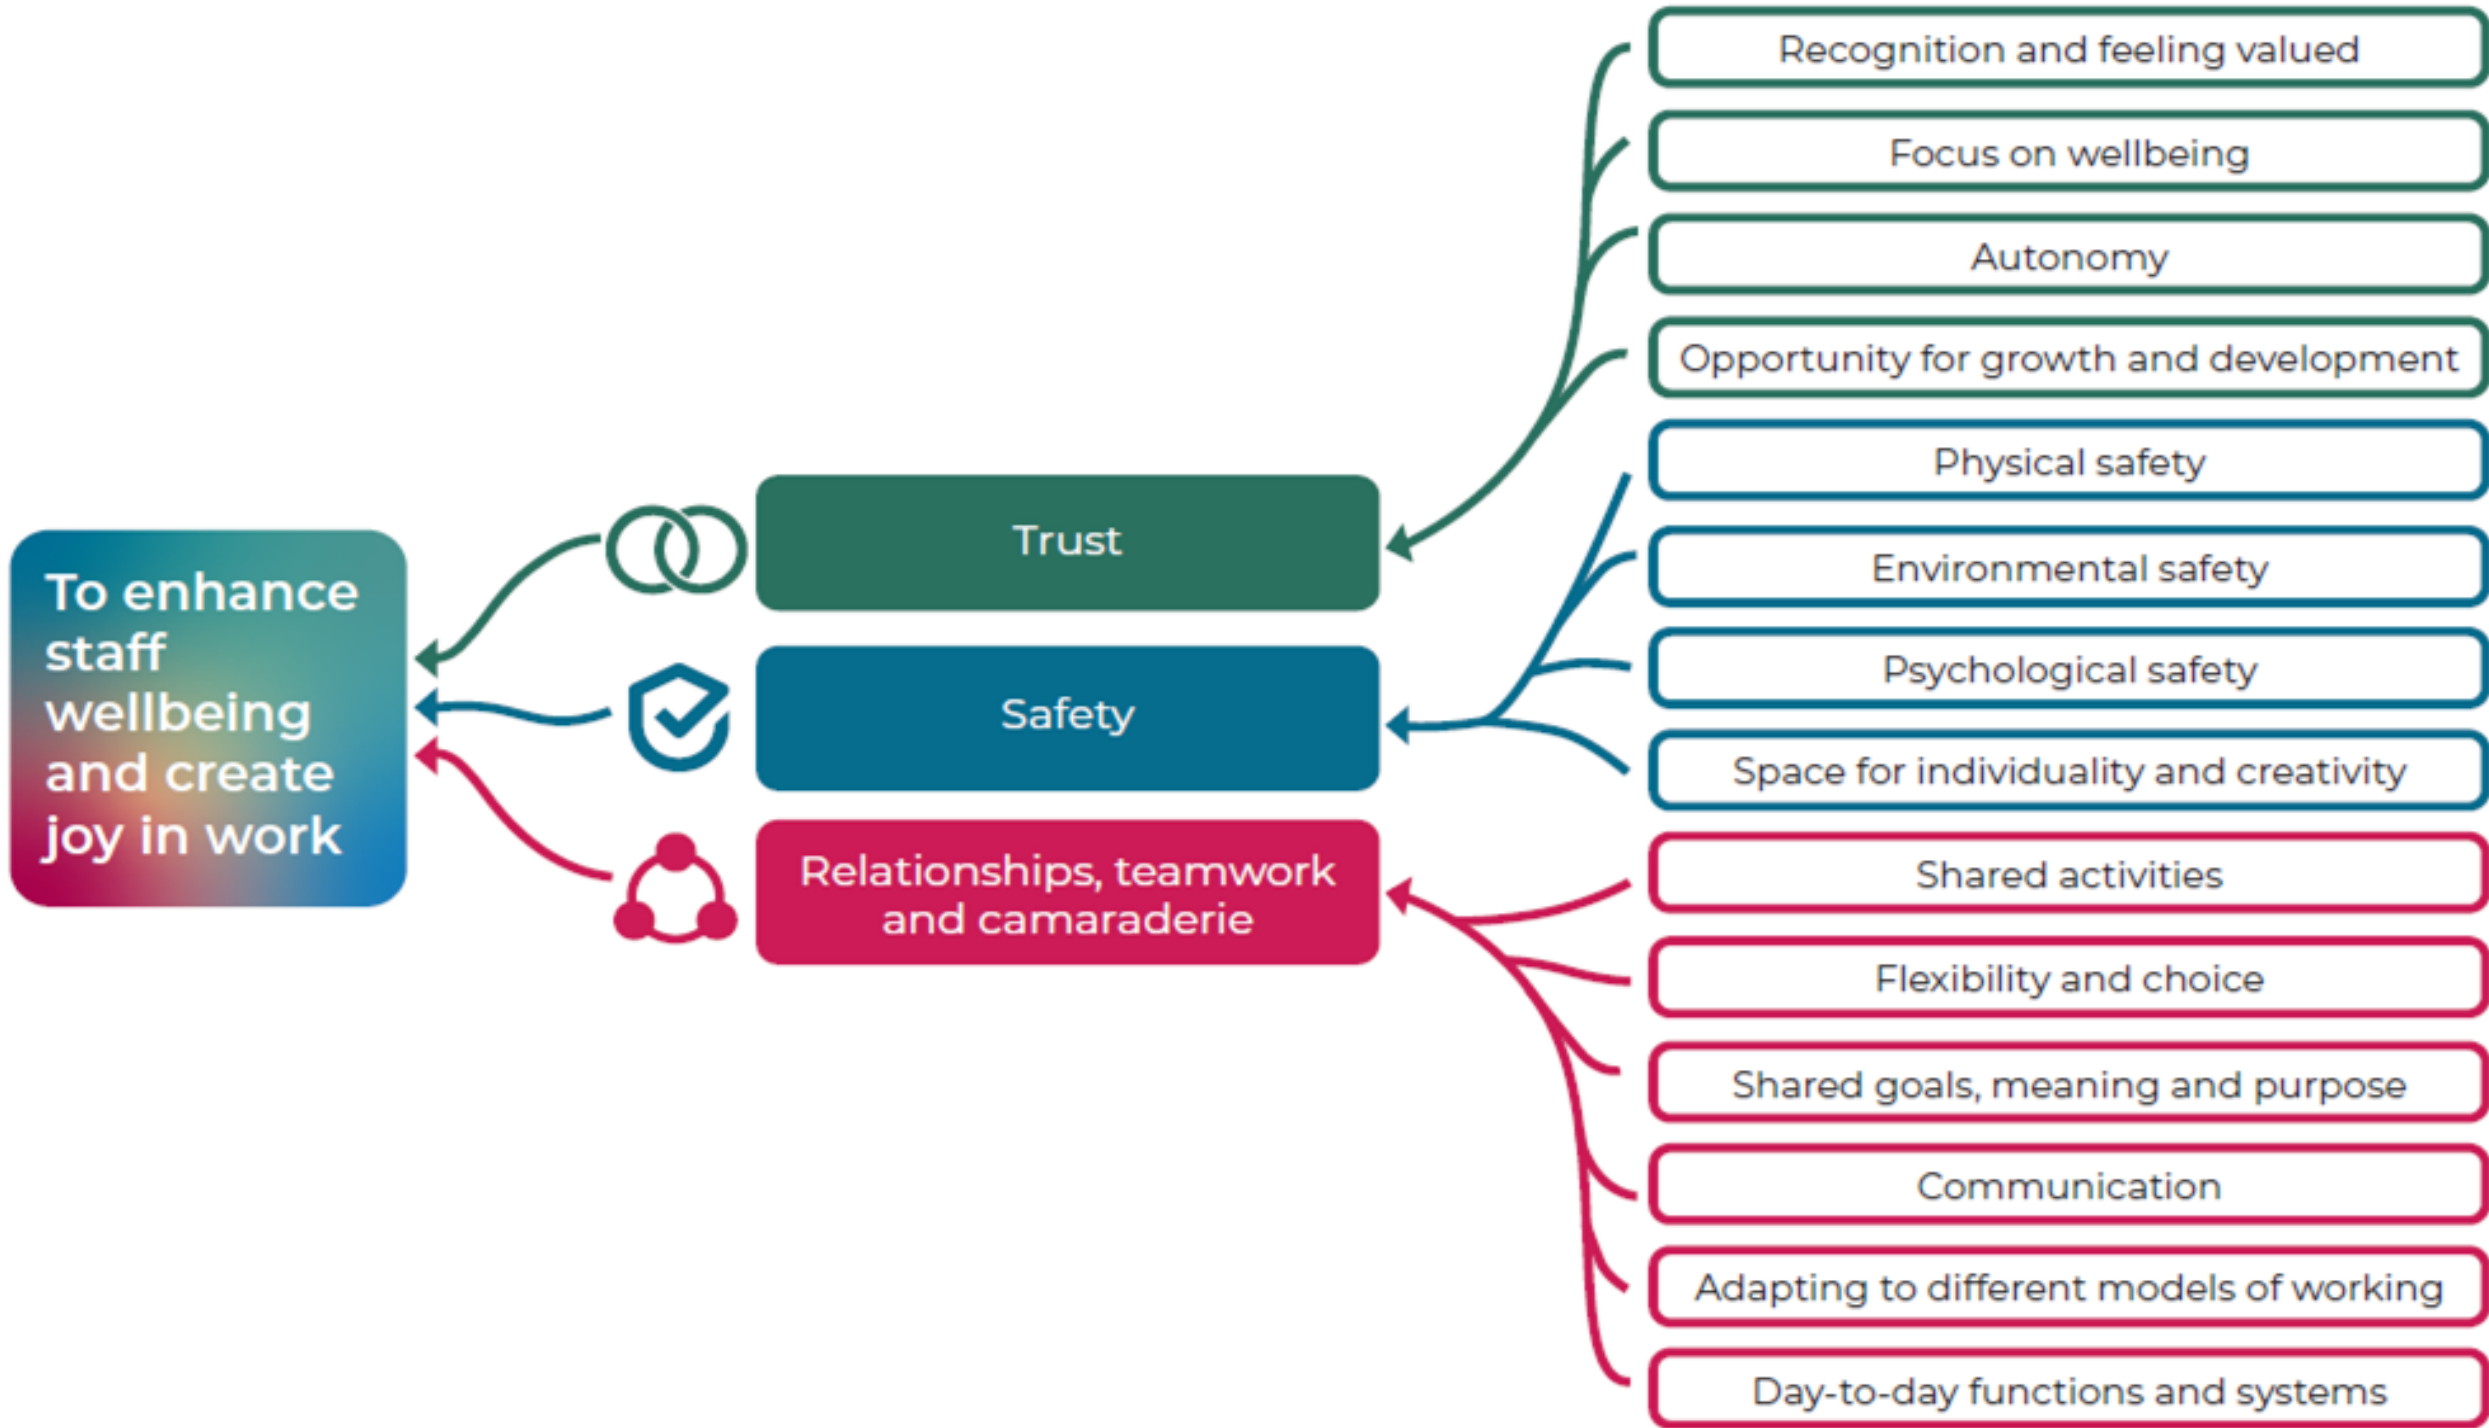 To enhance
staff
wellbeing
and create
joy in work
Trust
Safety
Relationships, teamwork
and camaraderie
Recognition and feeling valued
Focus on wellbeing
Autonomy
Opportunity for growth and development
Physical safety
Environmental safety
Psychological safety
Space for individuality and creativity
Shared activities
Flexibility and choice
Shared goals, meaning and purpose
Communication
Adapting to different models of working
Day-to-day functions and systems